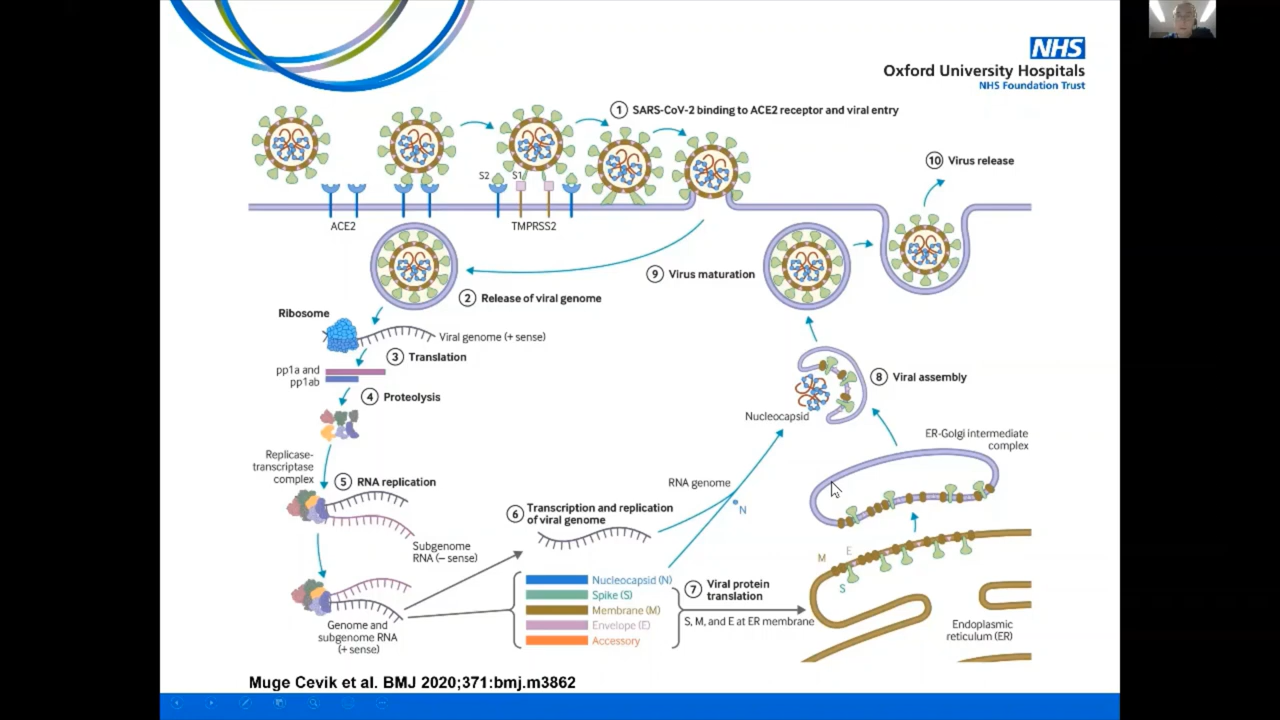 NHS
Oxford University Hospitals
NHS Foundation Trust
1 SARS-CoV-2 binding to ACE2 receptor and viral entry
10 Virus release
S2
S1
ACE2
TMPRSS2
9 Virus maturation
2 Release of viral genome
Ribosome
Viral genome (+ sense)
3 Translation
pp1a and
pp1ab
4 Proteolysis
8 Viral assembly
Nucleocapsid
ER-Golgi intermediate
complex
Replicase-
transcriptase
complex
5 RNA replication
RNA genome
N
6 Transcription and replication
of viral genome
Subgenome
RNA (– sense)
M
E
S
Nucleocapsid (N)
Spike (S)
Membrane (M)
Envelope (E)
Accessory
7 Viral protein
translation
S, M, and E at ER membrane
Genome and
subgenome RNA
(+ sense)
Endoplasmic
reticulum (ER)
Muge Cevik et al. BMJ 2020;371:bmj.m3862